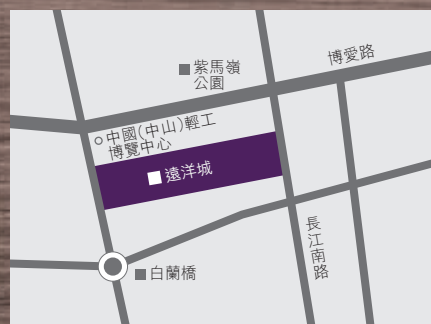 博愛路
紫馬嶺
公園
中國(中山)輕工
博覽中心
遠洋城
長江南路
白蘭橋